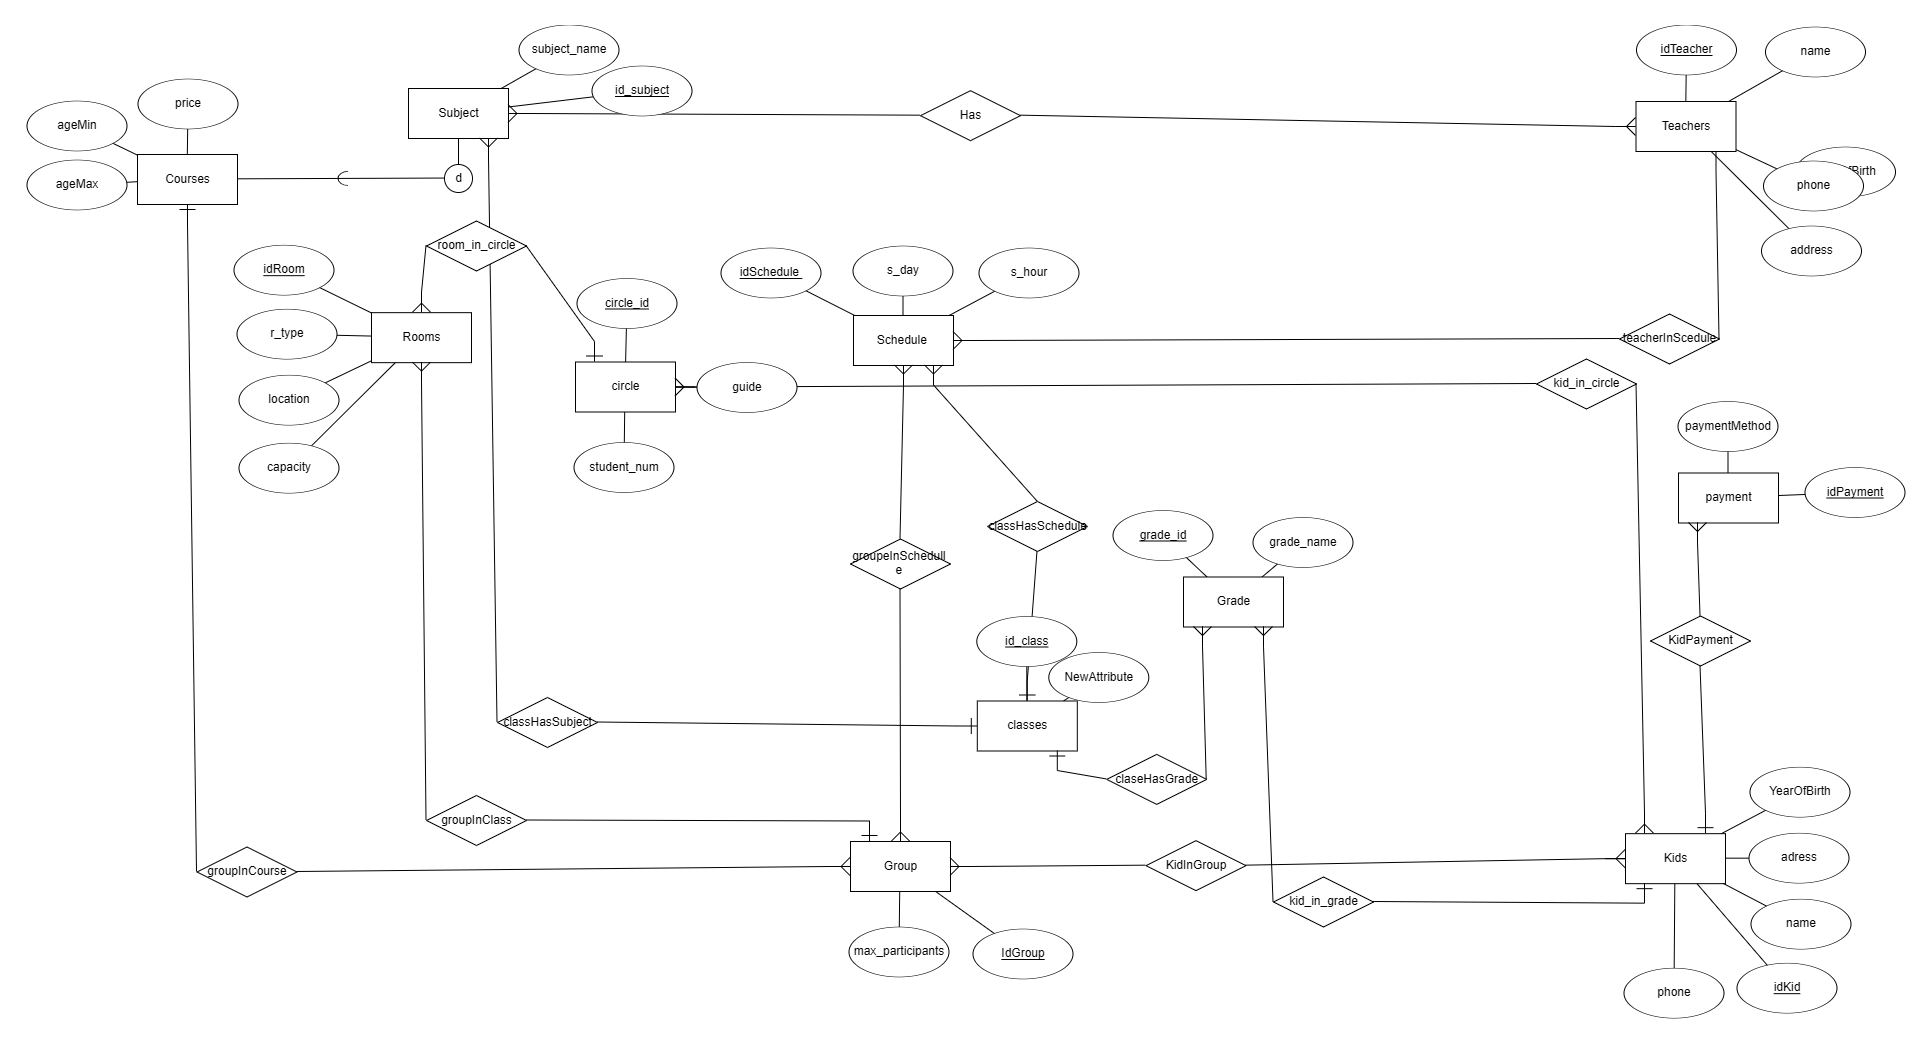 subject_name
idTeacher
name
id_subject
price
Subject
Has
ageMin
Teachers
Courses
d
ageMax
Birth
phone
room_in_circle
address
idRoom
idSchedule
s_day
s_hour
circle_id
r_type
Rooms
Schedule
teacherInScedule
circle
guide
kid_in_circle
location
paymentMethod
capacity
student_num
payment
idPayment
classHasSchedule
grade_id
grade_name
groupeInSchedull
e
Grade
id_class
KidPayment
NewAttribute
classHasSubject
classes
claseHasGrade
YearOfBirth
groupInClass
Group
KidInGroup
Kids
adress
groupInCourse
kid_in_grade
name
max_participants
IdGroup
phone
idKid